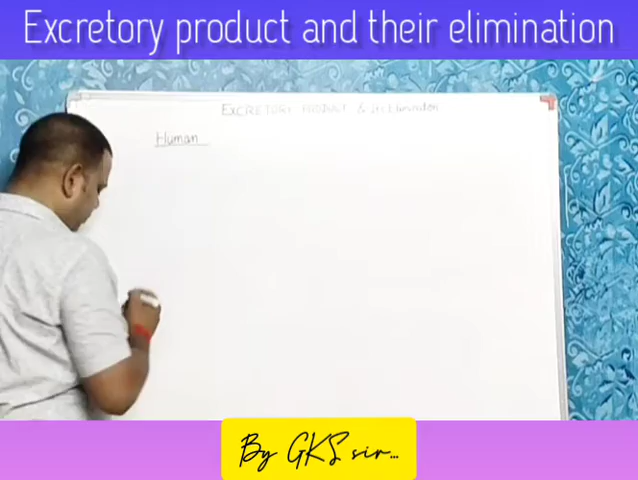 Excretory product and their elimination
EXCRETORY PRODUCT & its Elimination
Human
By GKS sir...